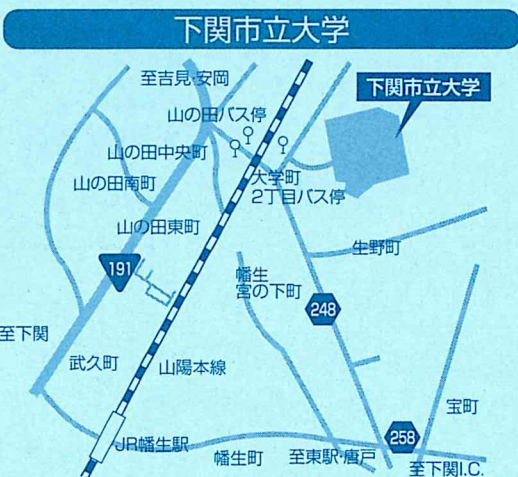 下関市立大学
至吉見・安岡
下関市立大学
山の田バス停
山の田中央町
大学町
2丁目バス停
山の田南町
山の田東町
生野町
191
幡生
宮の下町
248
至下関
武久町
山陽本線
宝町
258
JR幡生駅
幡生町
至東駅・唐戸
至下関I.C.